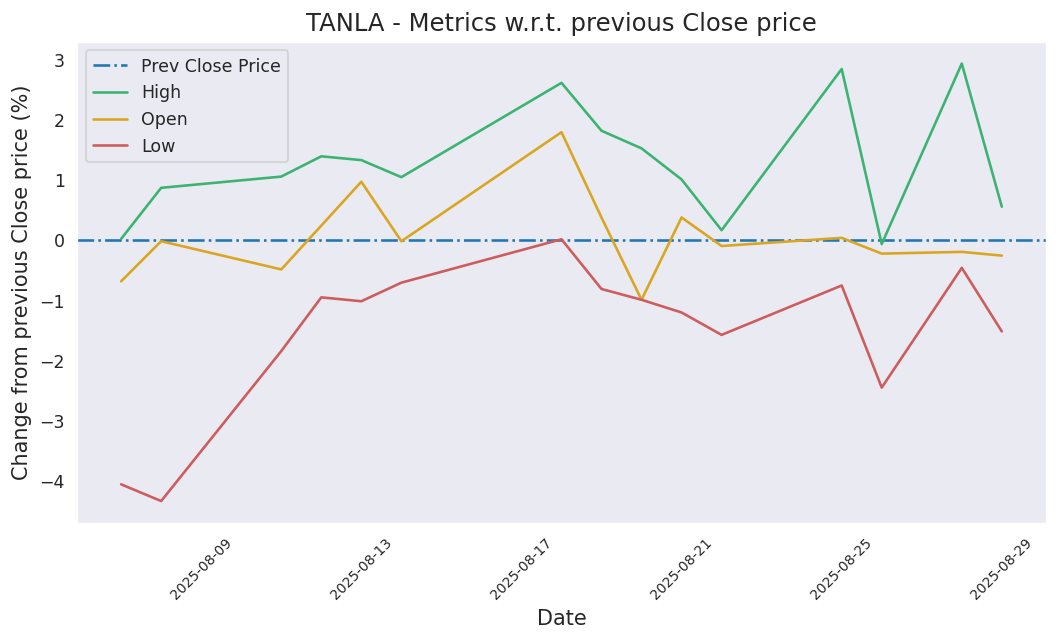 TANLA - Metrics w.r.t. previous Close price
Change from previous Close price (%)
3
2
1
0
−1
−2
−3
−4
Prev Close Price
High
Open
Low
2025-08-09
2025-08-13
2025-08-17
2025-08-21
2025-08-25
2025-08-29
Date